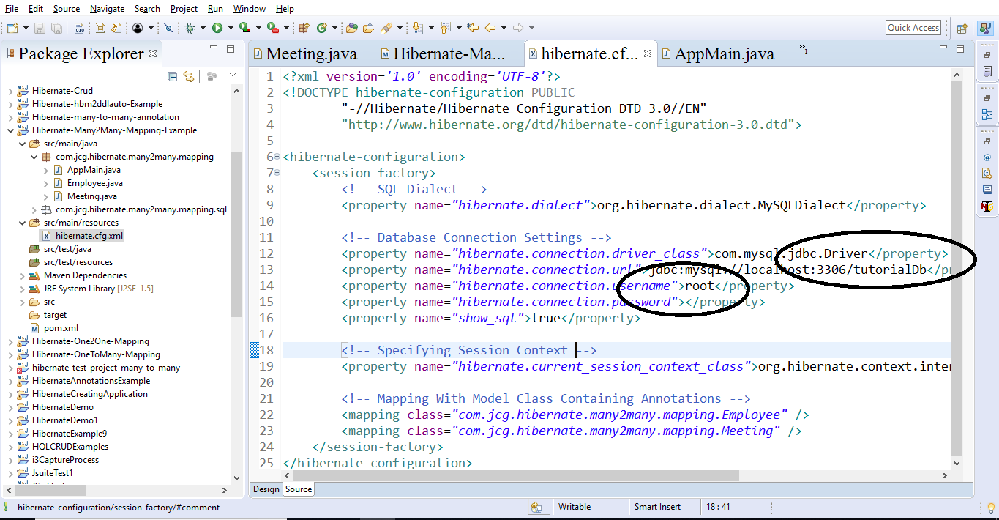 File Edit Source Navigate Search Project Run Window Help
Quick Access
Package Explorer
Hibernate-Crud
Hibernate-hbm2ddlauto-Example
Hibernate-many-to-many-annotation
Hibernate-Many2Many-Mapping-Example
src/main/java
com.jcg.hibernate.many2many.mapping
AppMain.java
Employee.java
Meeting.java
com.jcg.hibernate.many2many.mapping.sql
src/main/resources
hibernate.cfg.xml
src/test/java
src/test/resources
Maven Dependencies
JRE System Library [J2SE-1.5]
src
target
pom.xml
Hibernate-One2One-Mapping
Hibernate-OneToMany-Mapping
hibernate-test-project-many-to-many
HibernateAnnotationsExample
HibernateCreatingApplication
HibernateDemo
HibernateDemo1
HibernateExample9
HQLCRUDExamples
i3CaptureProcess
JsuiteTest1
Meeting.java Hibernate-Ma... hibernate.cf... AppMain.java »1
1 <?xml version='1.0' encoding='UTF-8'?>
2 <!DOCTYPE hibernate-configuration PUBLIC
3 "-//Hibernate/Hibernate Configuration DTD 3.0//EN"
4 "http://www.hibernate.org/dtd/hibernate-configuration-3.0.dtd">
5
6 <hibernate-configuration>
7 <session-factory>
8 <!-- SQL Dialect -->
9 <property name="hibernate.dialect">org.hibernate.dialect.MySQLDialect</property>
10
11 <!-- Database Connection Settings -->
12 <property name="hibernate.connection.driver_class">com.mysql.jdbc.Driver</property>
13 <property name="hibernate.connection.url">jdbc:mysql://localhost:3306/tutorialDb</p
14 <property name="hibernate.connection.username">root</property>
15 <property name="hibernate.connection.password"></property>
16 <property name="show_sql">true</property>
17
18 <!-- Specifying Session Context -->
19 <property name="hibernate.current_session_context_class">org.hibernate.context.inter
20
21 <!-- Mapping With Model Class Containing Annotations -->
22 <mapping class="com.jcg.hibernate.many2many.mapping.Employee" />
23 <mapping class="com.jcg.hibernate.many2many.mapping.Meeting" />
24 </session-factory>
25 </hibernate-configuration>
Design Source
hibernate-configuration/session-factory/#comment
Writable
Smart Insert
18 : 41